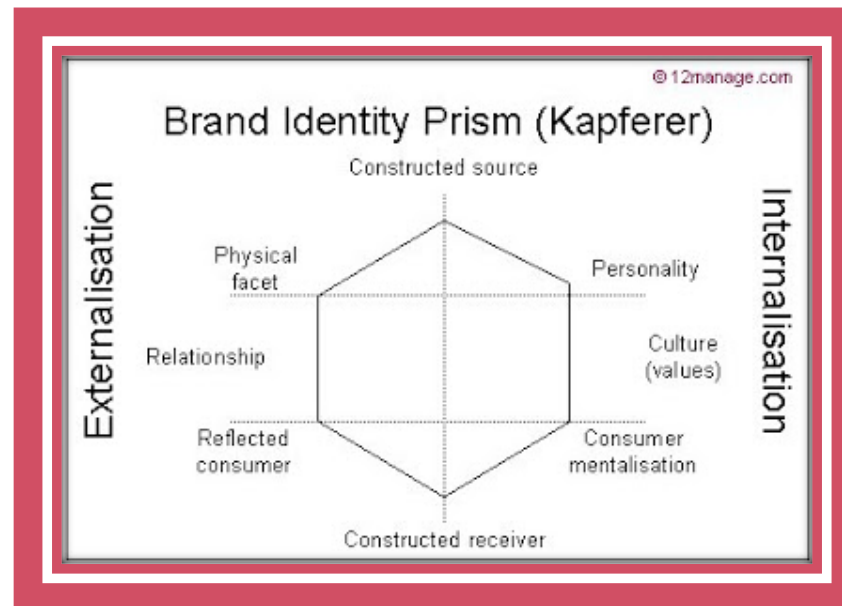 © 12manage.com
Brand Identity Prism (Kapferer)
Constructed source
Externalisation
Internalisation
Physical
facet
Personality
Relationship
Culture
(values)
Reflected
consumer
Consumer
mentalisation
Constructed receiver